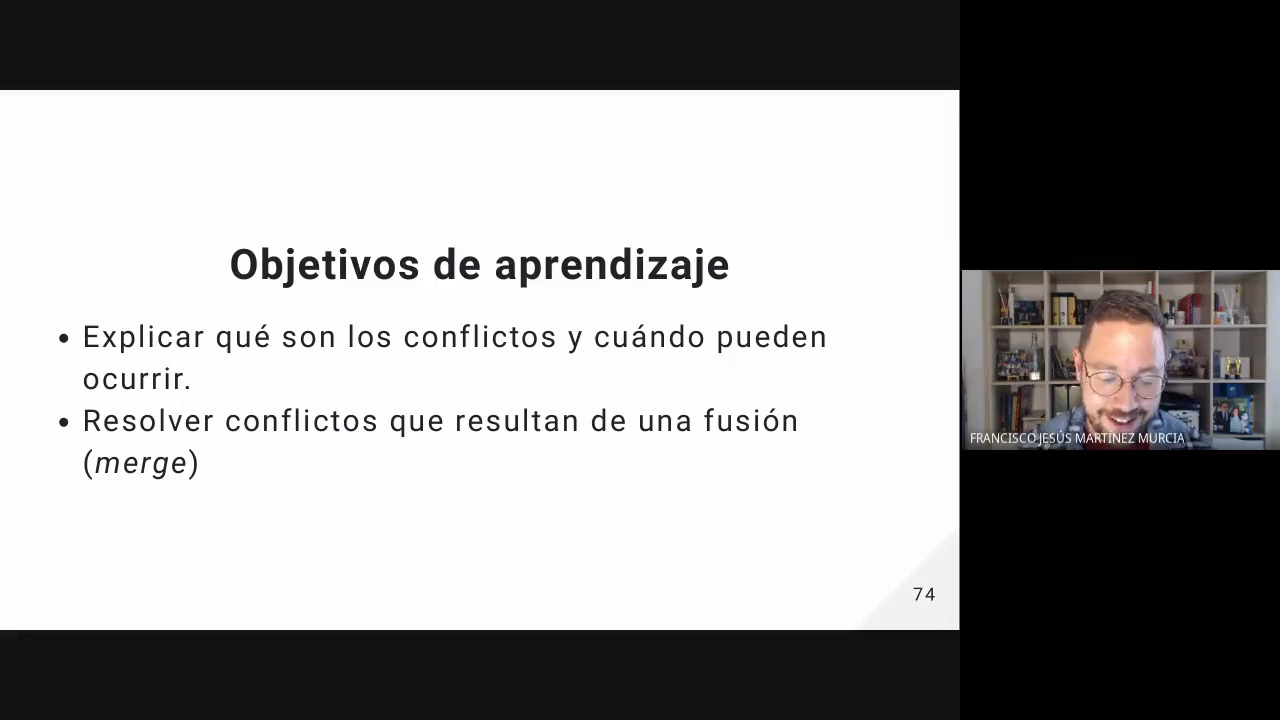 Objetivos de aprendizaje
• Explicar qué son los conflictos y cuándo pueden
ocurrir.
• Resolver conflictos que resultan de una fusión
(merge)
74
FRANCISCO JESÚS MARTINEZ MURCIA